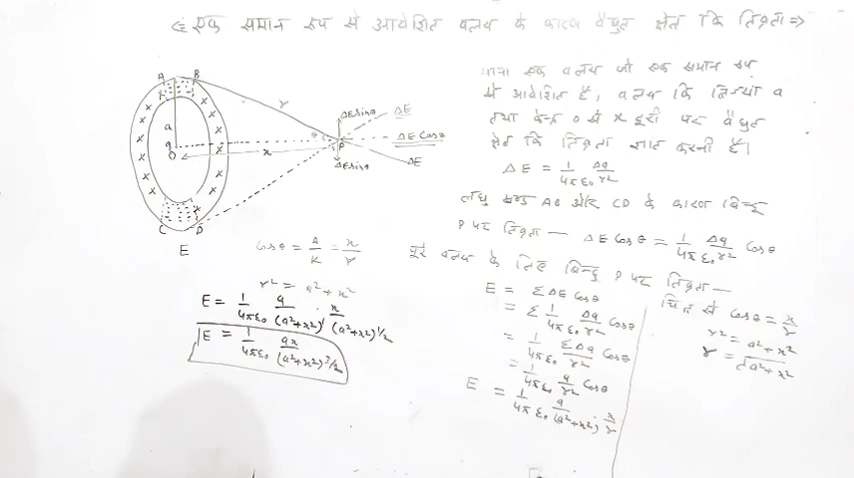 एक समान रूप से आवेशित वलय के कारण वैधुत क्षेत्र कि तिव्रता ⇒
माना एक वलय जो एक समान रूप
से आवेशित है, वलय कि त्रिज्या a
तथा केन्द्र O से x दूरी पर वैधुत
क्षेत्र कि तिव्रता ज्ञात करनी है।
ΔE = 1/4πε₀ Δq/r²
लघु खण्ड AB और CD के कारण बिन्दू
P पर तिव्रता — ΔE Cosθ = 1/4πε₀ Δq/r² Cosθ
पूरे वलय के लिए बिन्दू P पर तिव्रता —
E = ΣΔE Cosθ
= Σ 1/4πε₀ Δq/r² Cosθ
= 1/4πε₀ ΣΔq/r² Cosθ
= 1/4πε₀ q/r² Cosθ
E = 1/4πε₀ q/(a²+x²) · x/r
चित्र से Cosθ = x/r
r² = a²+x²
r = √a²+x²
A B
r
a
O
x
P
ΔE sinθ
ΔE
ΔE Cosθ
ΔE sinθ
ΔE
C D
E
r² = a²+x²
E = 1/4πε₀ q/(a²+x²) · x/(a²+x²)^1/2
E = 1/4πε₀ qx/(a²+x²)^3/2